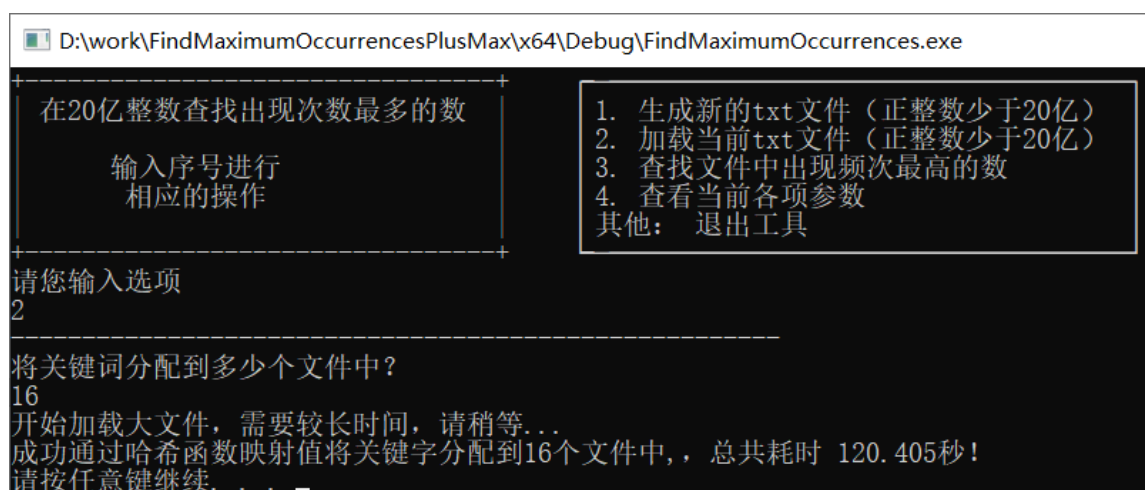 D:\work\FindMaximumOccurrencesPlusMax\x64\Debug\FindMaximumOccurrences.exe
在20亿整数查找出现次数最多的数
输入序号进行
相应的操作
1. 生成新的txt文件（正整数少于20亿）
2. 加载当前txt文件（正整数少于20亿）
3. 查找文件中出现频次最高的数
4. 查看当前各项参数
其他： 退出工具
请您输入选项
2
将关键词分配到多少个文件中？
16
开始加载大文件，需要较长时间，请稍等...
成功通过哈希函数映射值将关键字分配到16个文件中,，总共耗时 120.405秒！
请按任意键继续. . .